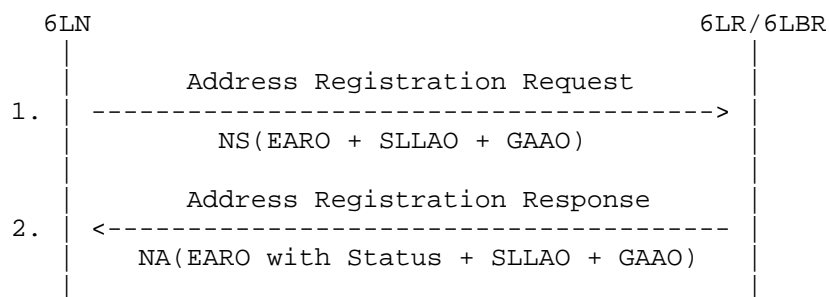 6LN 6LR/6LBR
Address Registration Request
1. | ---------------------------------------> |
NS(EARO + SLLAO + GAAO)
Address Registration Response
2. | <--------------------------------------- |
NA(EARO with Status + SLLAO + GAAO)